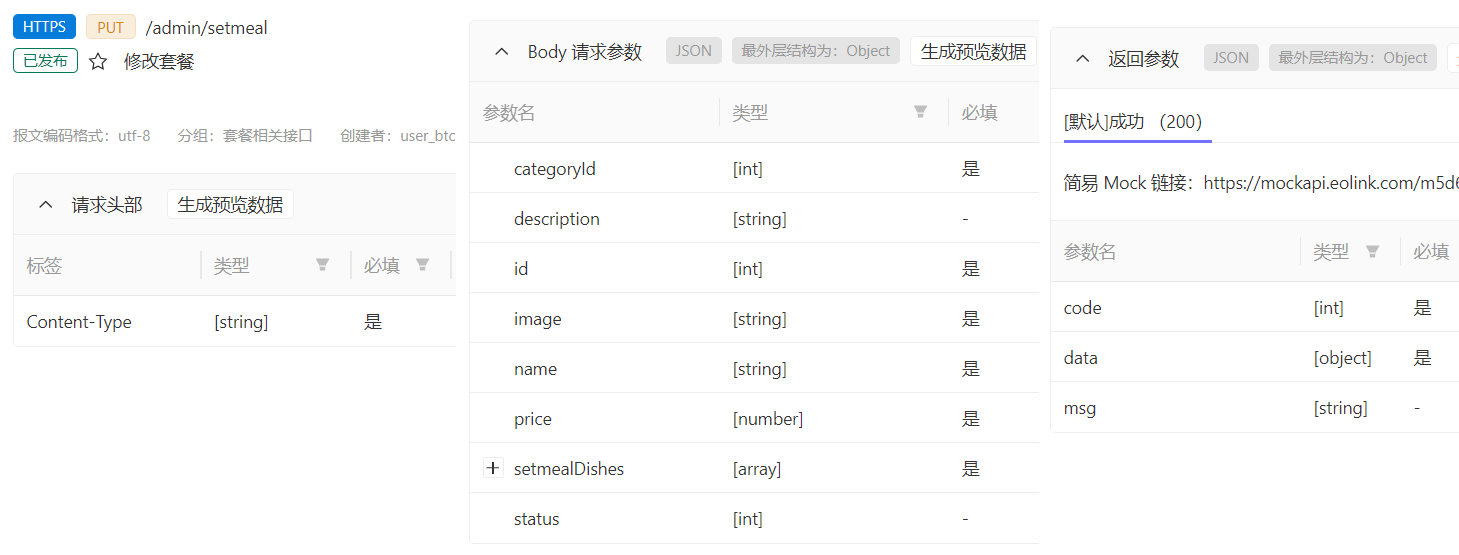 HTTPS PUT /admin/setmeal
已发布 修改套餐
报文编码格式：utf-8 分组：套餐相关接口 创建者：user_btc
请求头部 生成预览数据
标签 类型 必填
Content-Type [string] 是
Body 请求参数 JSON 最外层结构为：Object 生成预览数据
参数名 类型 必填
categoryId [int] 是
description [string] -
id [int] 是
image [string] 是
name [string] 是
price [number] 是
setmealDishes [array] 是
status [int] -
返回参数 JSON 最外层结构为：Object
[默认]成功 （200）
简易 Mock 链接：https://mockapi.eolink.com/m5d6
参数名 类型 必填
code [int] 是
data [object] 是
msg [string] -